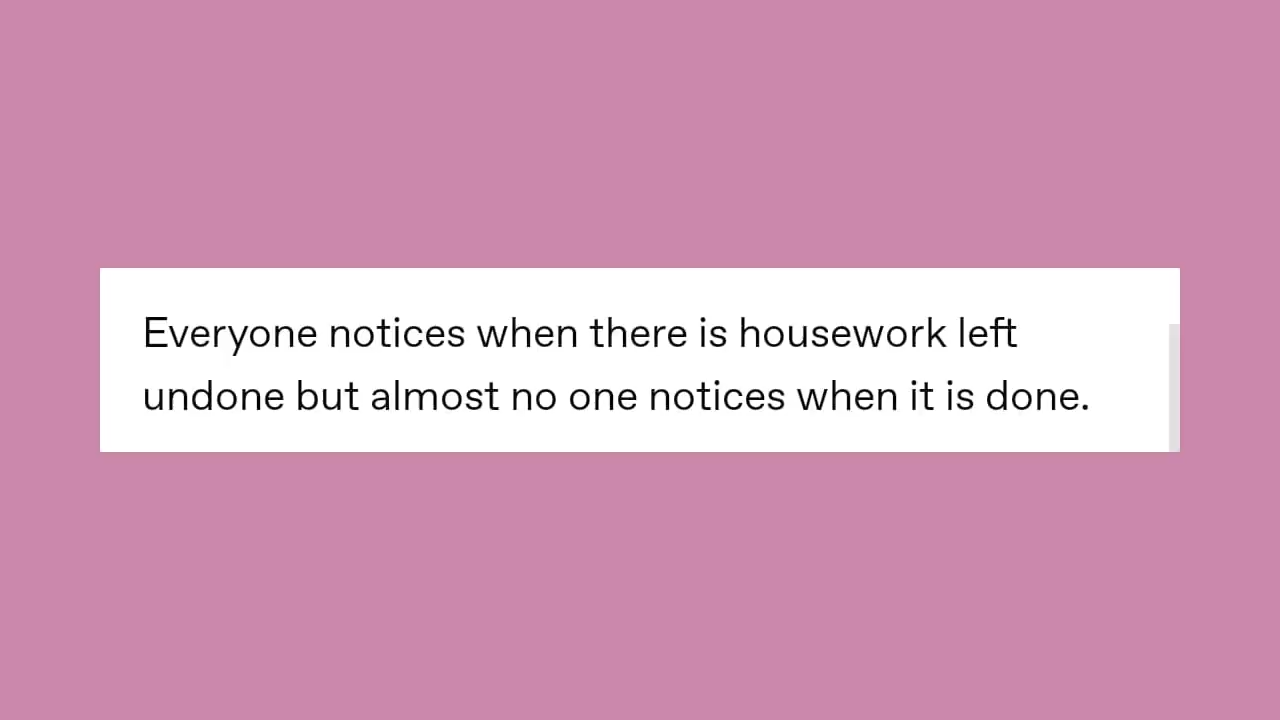 Everyone notices when there is housework left
undone but almost no one notices when it is done.